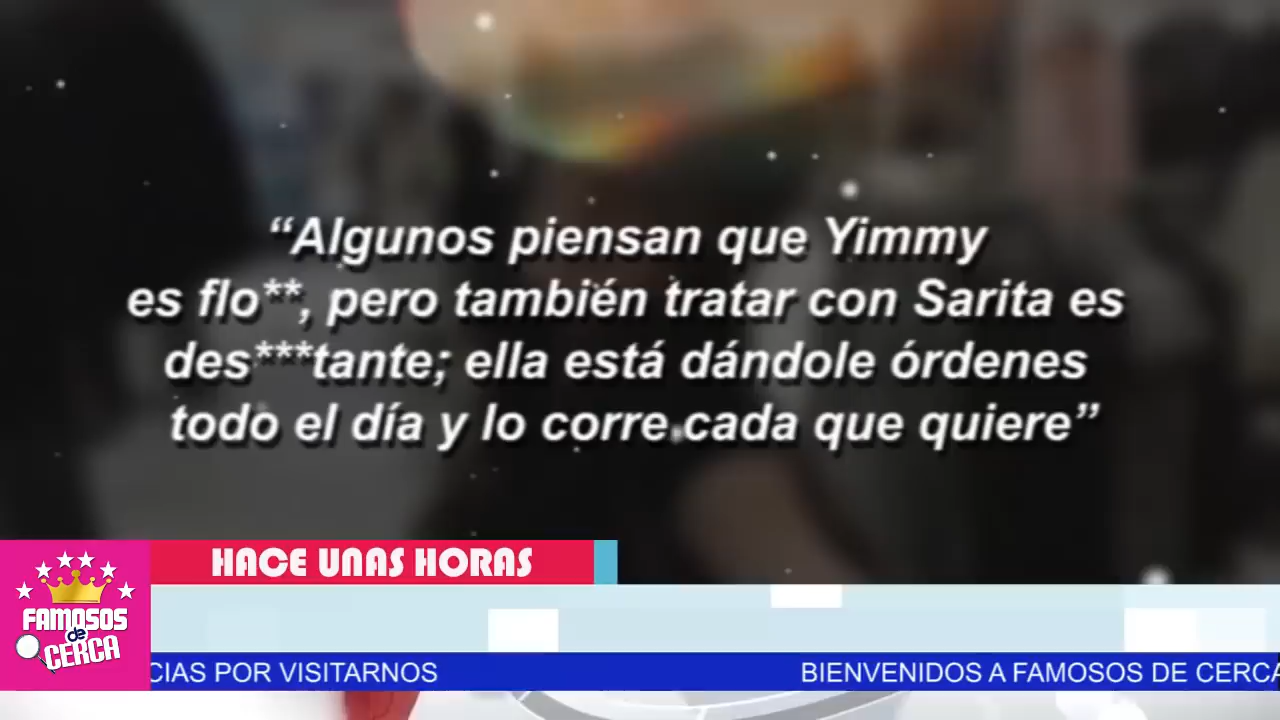 “Algunos piensan que Yimmy
es flo**, pero también tratar con Sarita es
des***tante; ella está dándole órdenes
todo el día y lo corre cada que quiere”
HACE UNAS HORAS
FAMOSOS
de
CERCA
CIAS POR VISITARNOS BIENVENIDOS A FAMOSOS DE CERCA